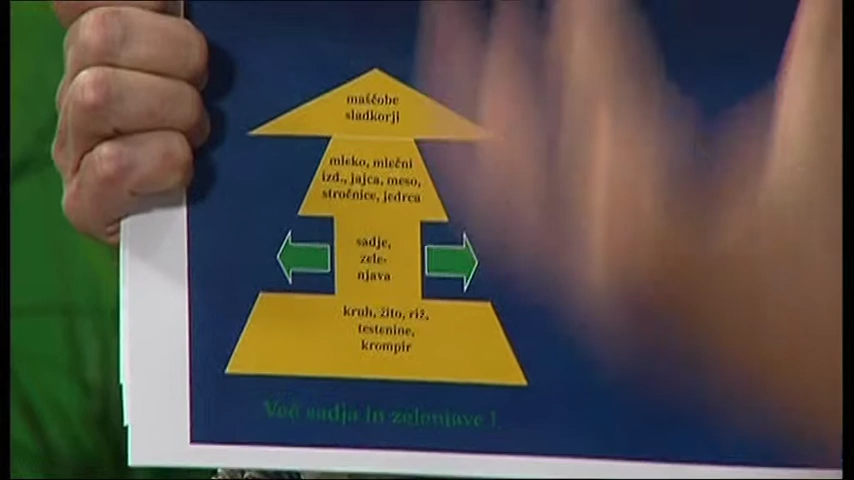 maščobe
sladkorji
mleko, mlečni
izd., jajca, meso,
stročnice, jedrca
sadje,
zele-
njava
kruh, žito, riž,
testenine,
krompir
Več sadja in zelenjave !